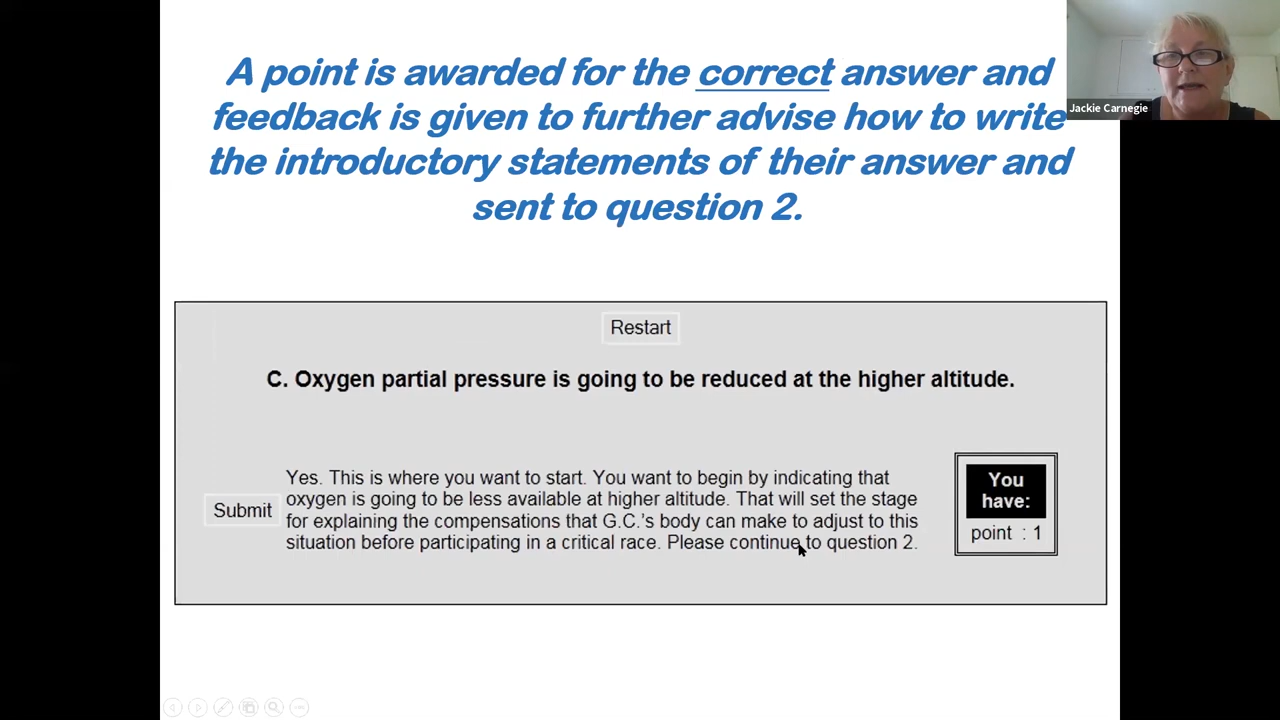 A point is awarded for the correct answer and
feedback is given to further advise how to write
the introductory statements of their answer and
sent to question 2.
Jackie Carnegie
Restart
C. Oxygen partial pressure is going to be reduced at the higher altitude.
Yes. This is where you want to start. You want to begin by indicating that
oxygen is going to be less available at higher altitude. That will set the stage
for explaining the compensations that G.C.'s body can make to adjust to this
situation before participating in a critical race. Please continue to question 2.
Submit
You
have:
point : 1